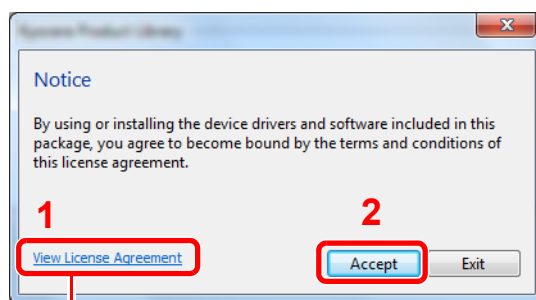 Notice
By using or installing the device drivers and software included in this
package, you agree to become bound by the terms and conditions of
this license agreement.
1
2
View License Agreement
Accept Exit